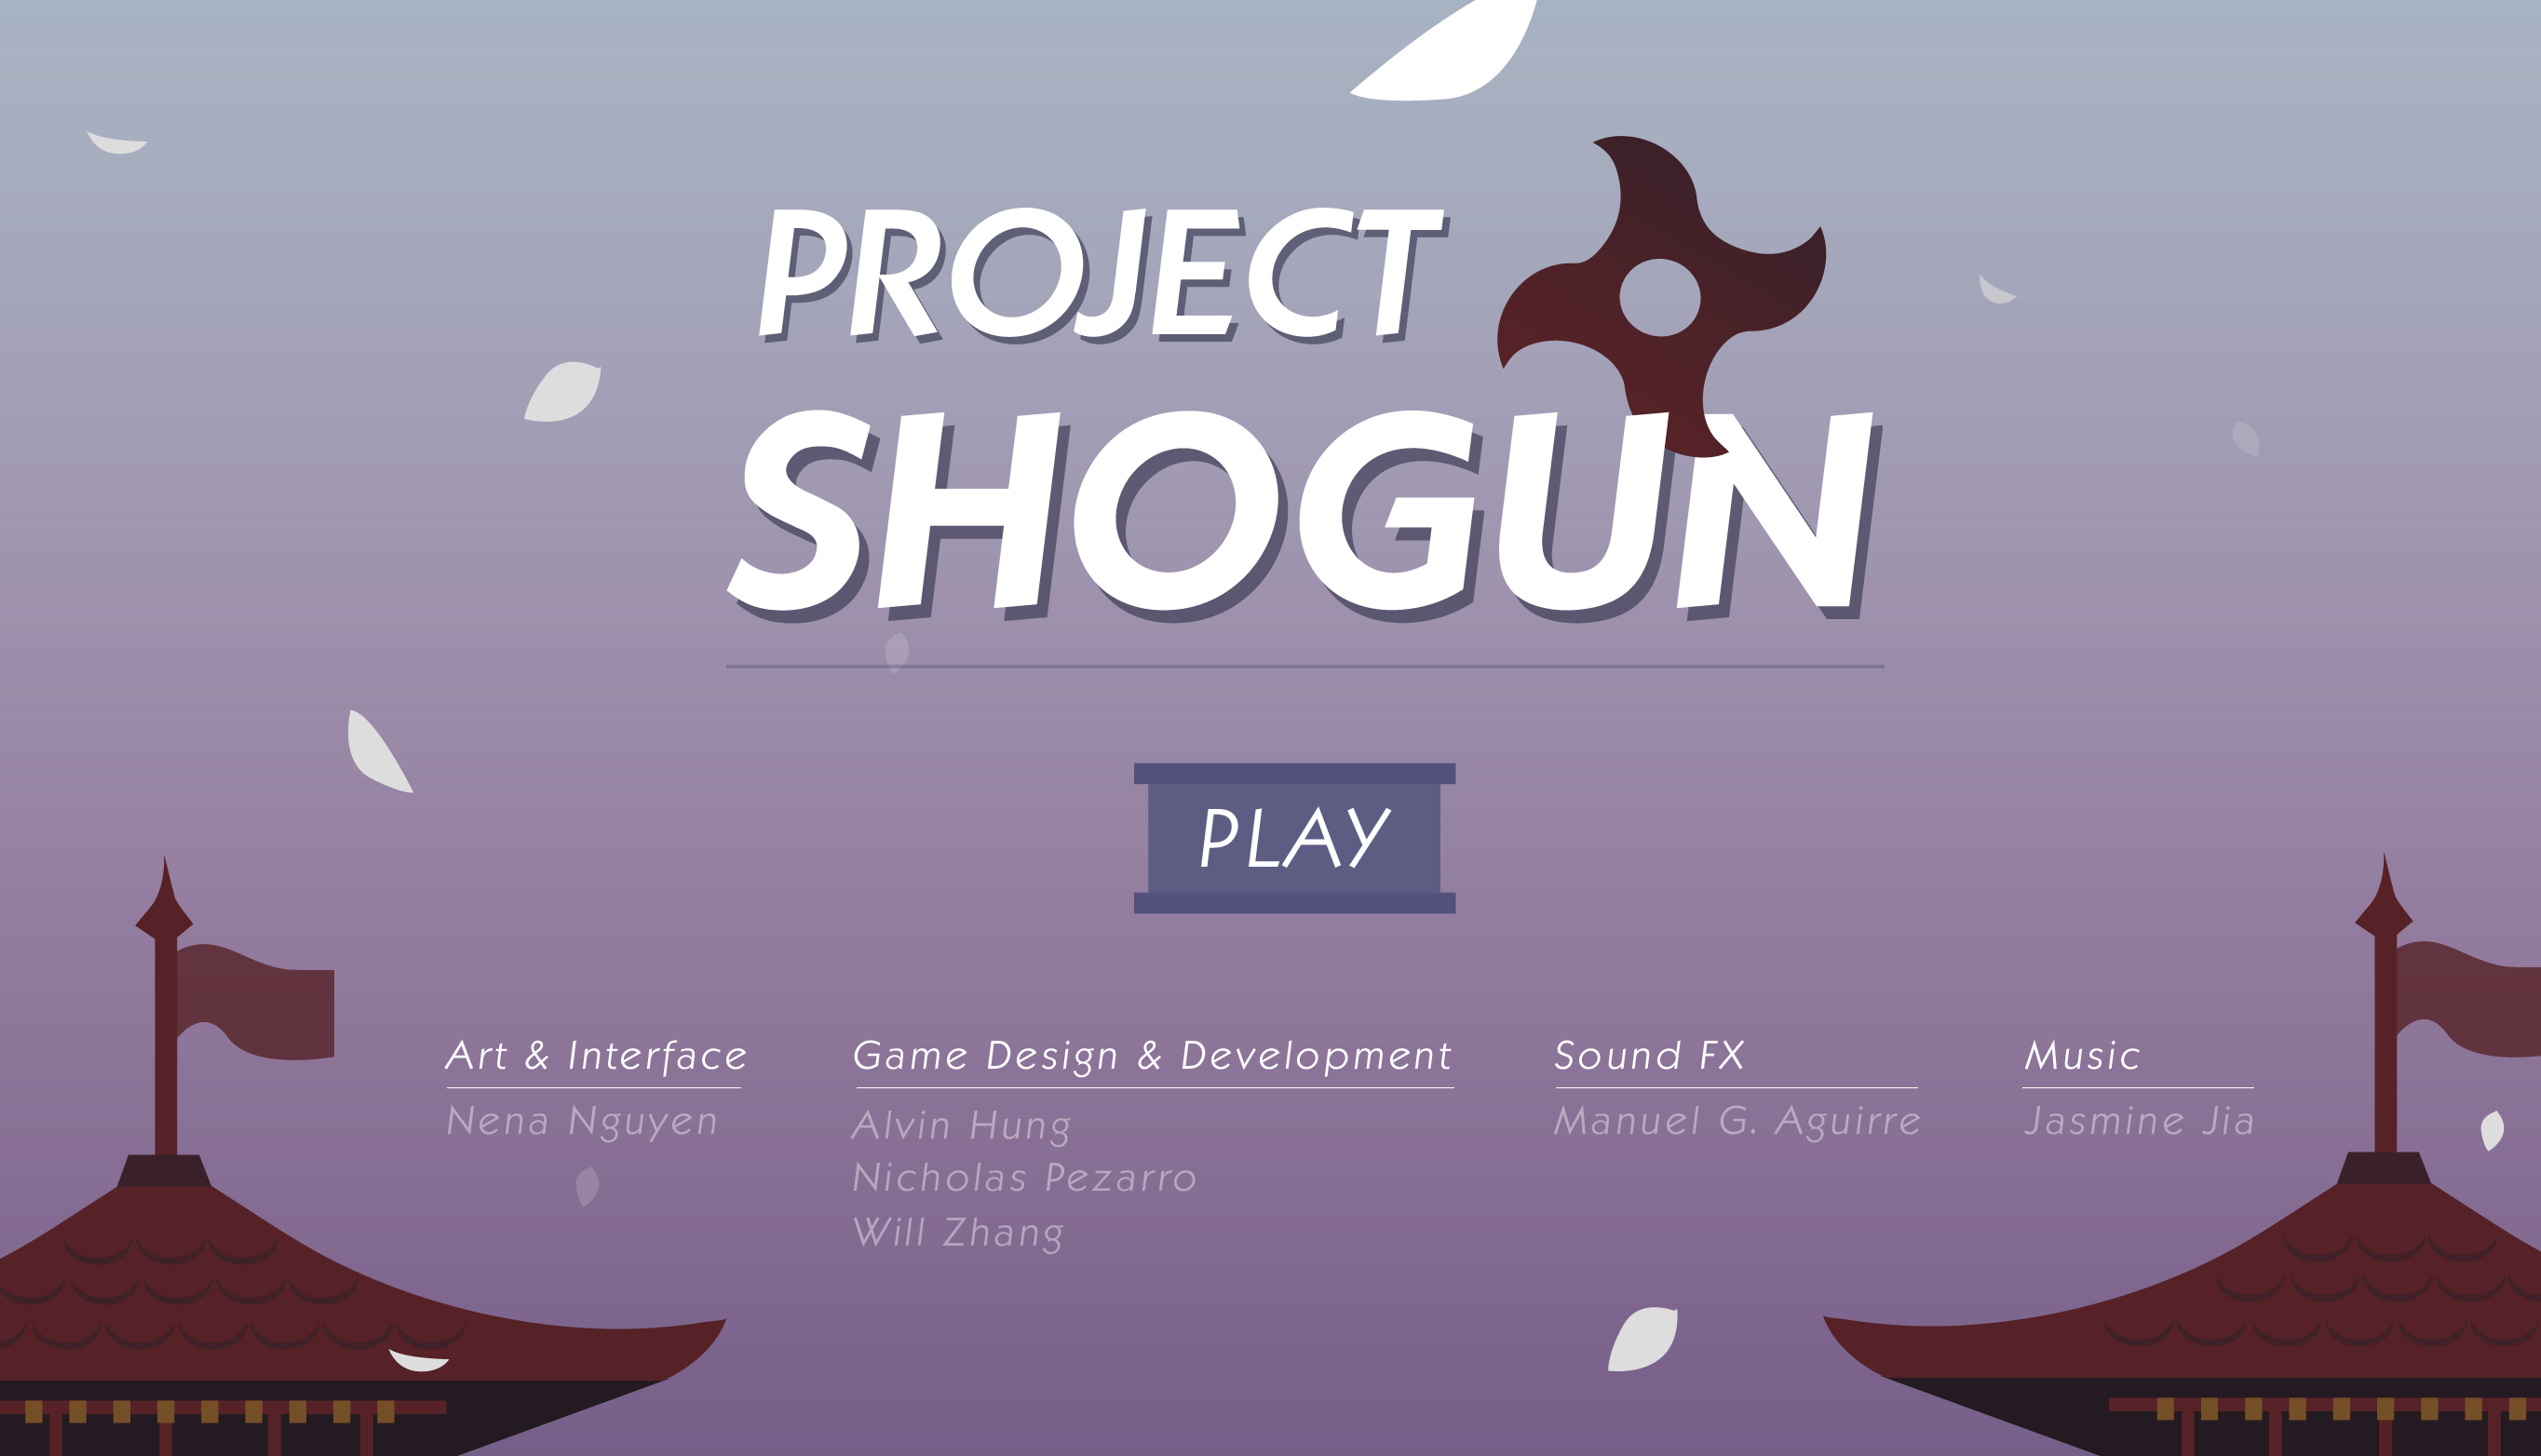 PROJECT
SHOGUN
PLAY
Art & Interface
Nena Nguyen
Game Design & Development
Alvin Hung
Nicholas Pezarro
Will Zhang
Sound FX
Manuel G. Aguirre
Music
Jasmine Jia